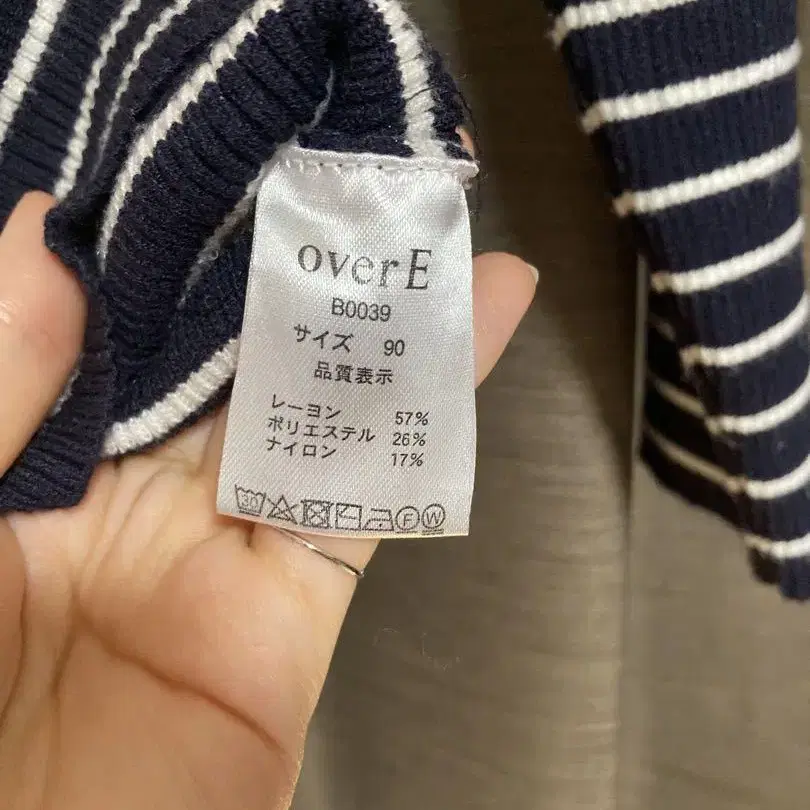 overE
B0039
サイズ 90
品質表示
レーヨン 57%
ポリエステル 26%
ナイロン 17%
30 F W